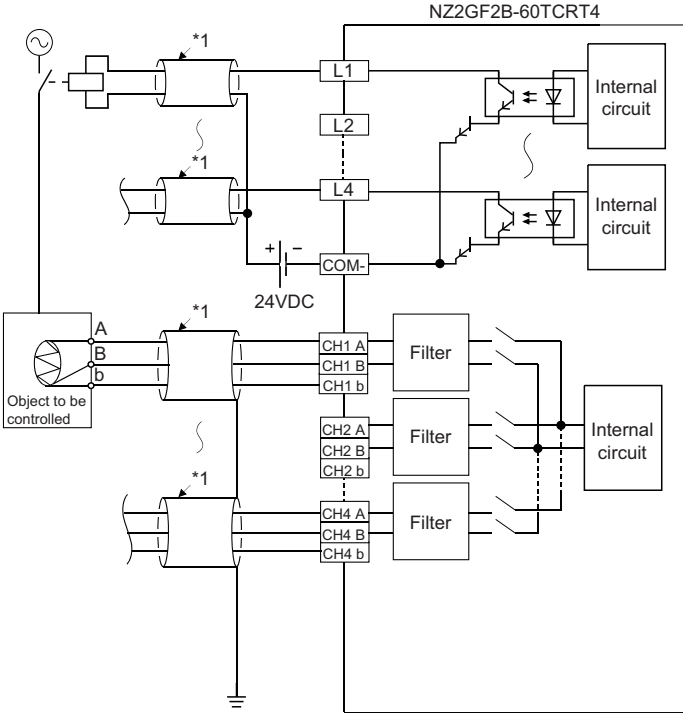 NZ2GF2B-60TCRT4
*1
L1
Internal
circuit
L2
*1
L4
Internal
circuit
+ −
COM-
24VDC
*1
A
B
b
Object to be
controlled
CH1 A
CH1 B
CH1 b
Filter
CH2 A
CH2 B
CH2 b
Filter
Internal
circuit
*1
CH4 A
CH4 B
CH4 b
Filter